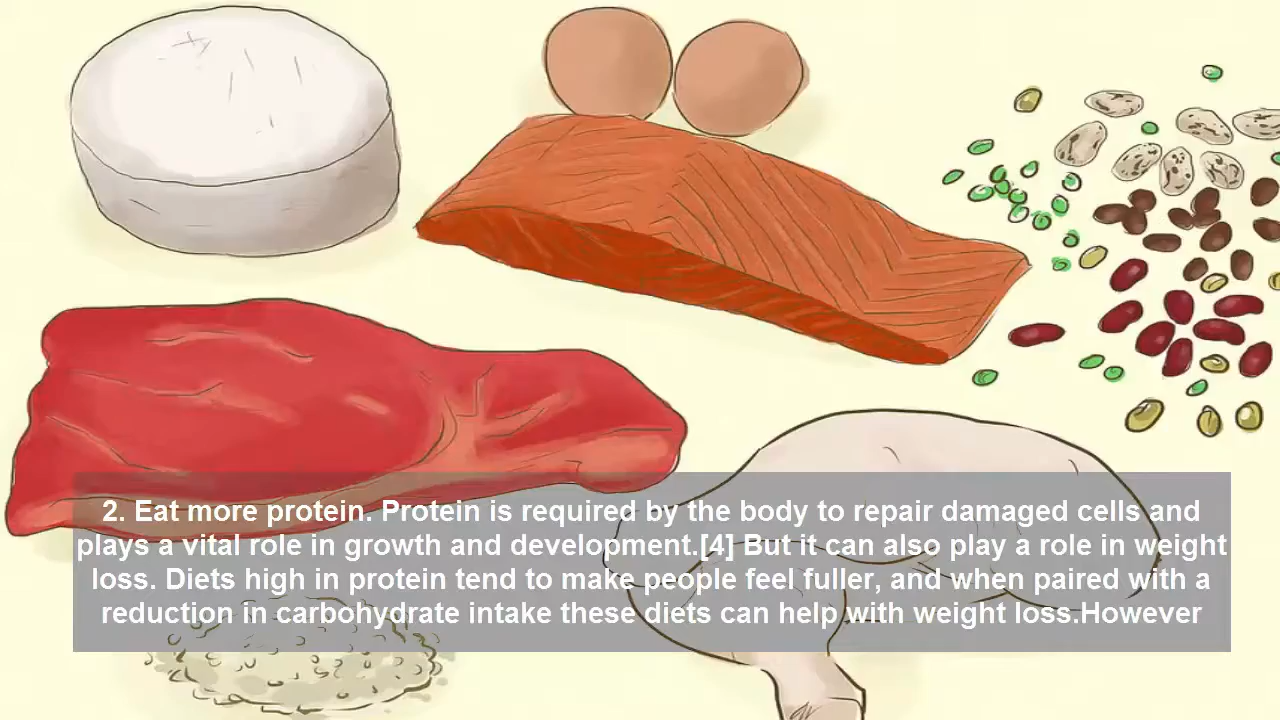 2. Eat more protein. Protein is required by the body to repair damaged cells and
plays a vital role in growth and development.[4] But it can also play a role in weight
loss. Diets high in protein tend to make people feel fuller, and when paired with a
reduction in carbohydrate intake these diets can help with weight loss.However